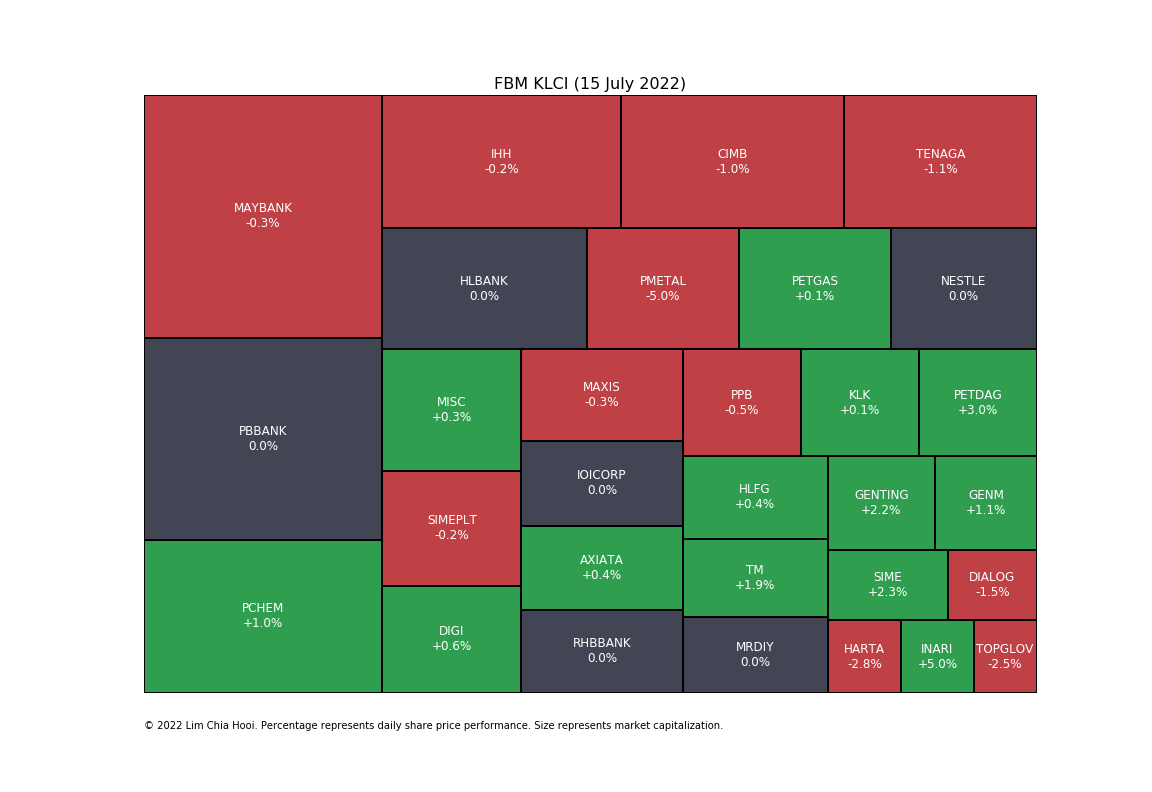 FBM KLCI (15 July 2022)
MAYBANK
-0.3%
IHH
-0.2%
CIMB
-1.0%
TENAGA
-1.1%
HLBANK
0.0%
PMETAL
-5.0%
PETGAS
+0.1%
NESTLE
0.0%
PBBANK
0.0%
MISC
+0.3%
MAXIS
-0.3%
PPB
-0.5%
KLK
+0.1%
PETDAG
+3.0%
IOICORP
0.0%
HLFG
+0.4%
GENTING
+2.2%
GENM
+1.1%
SIMEPLT
-0.2%
AXIATA
+0.4%
TM
+1.9%
SIME
+2.3%
DIALOG
-1.5%
PCHEM
+1.0%
DIGI
+0.6%
RHBBANK
0.0%
MRDIY
0.0%
HARTA
-2.8%
INARI
+5.0%
TOPGLOV
-2.5%
© 2022 Lim Chia Hooi. Percentage represents daily share price performance. Size represents market capitalization.